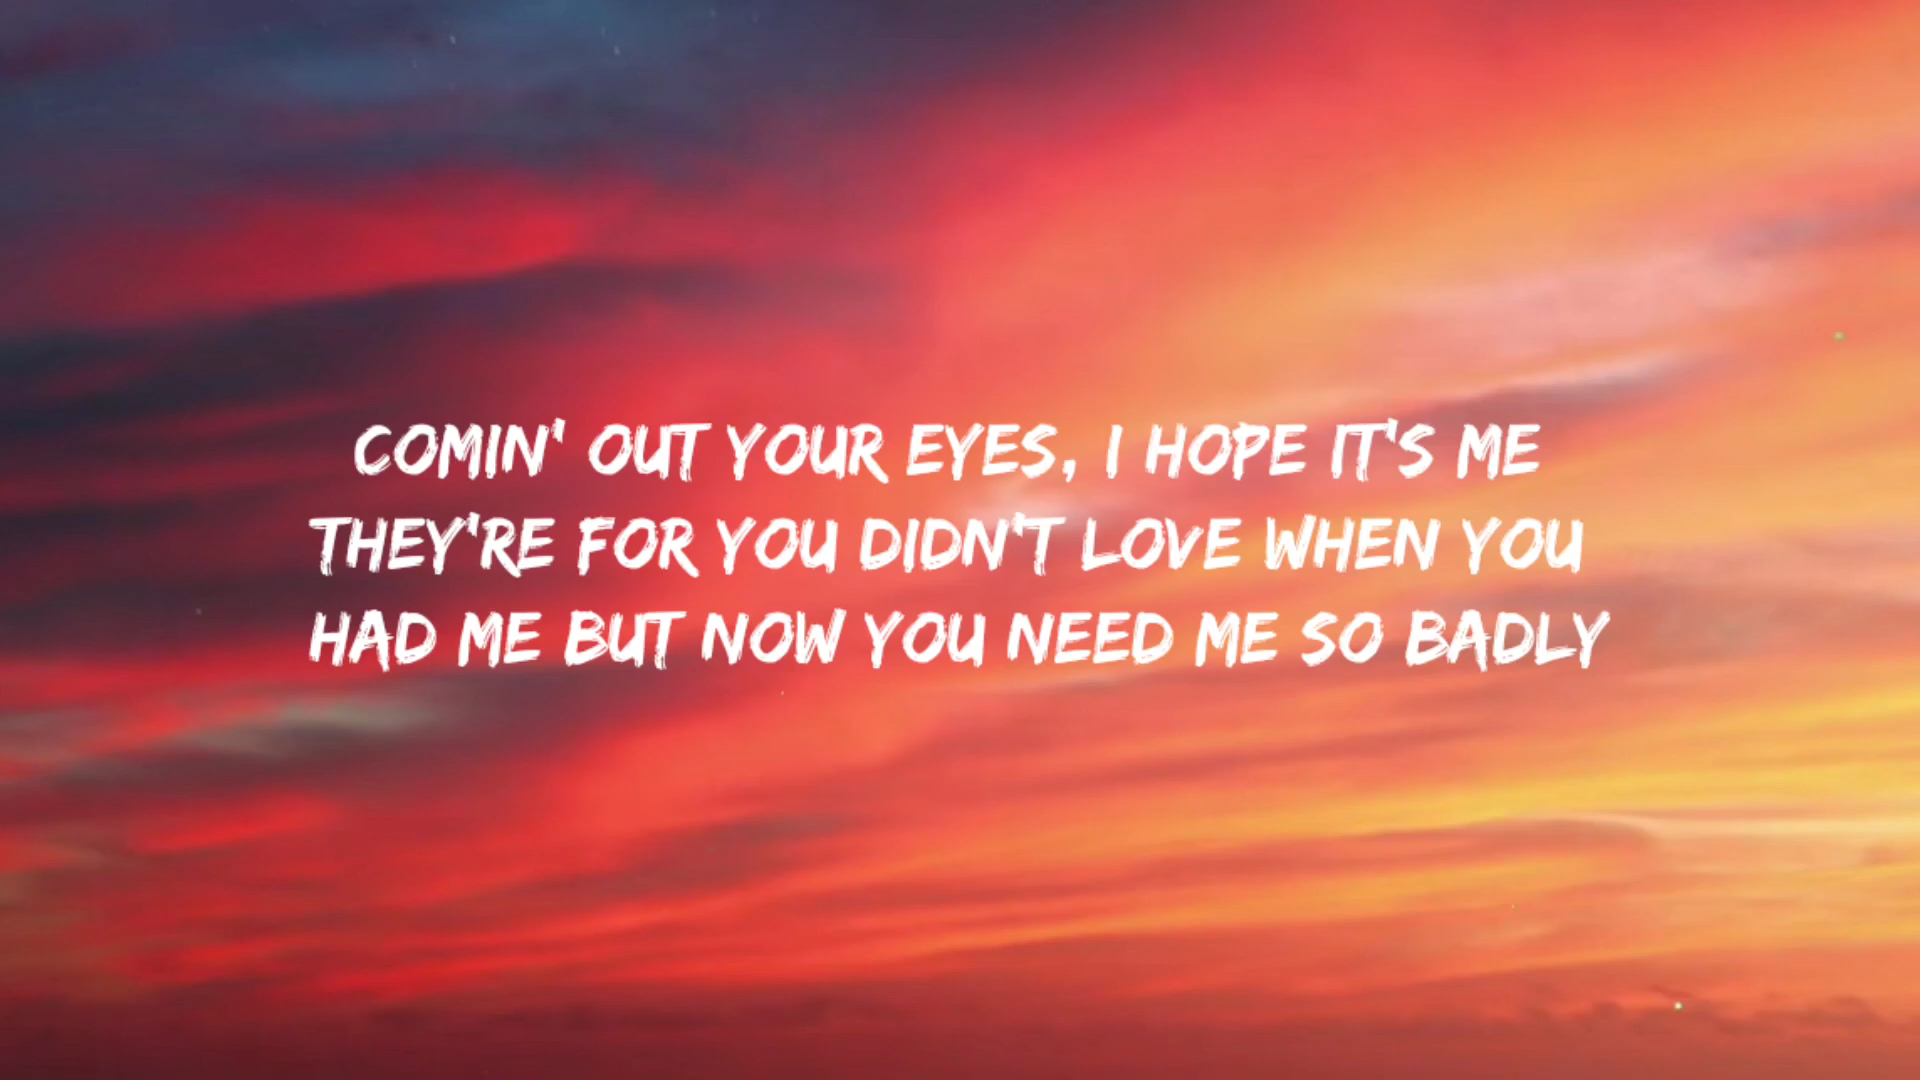 COMIN' OUT YOUR EYES, I HOPE IT'S ME
THEY'RE FOR YOU DIDN'T LOVE WHEN YOU
HAD ME BUT NOW YOU NEED ME SO BADLY